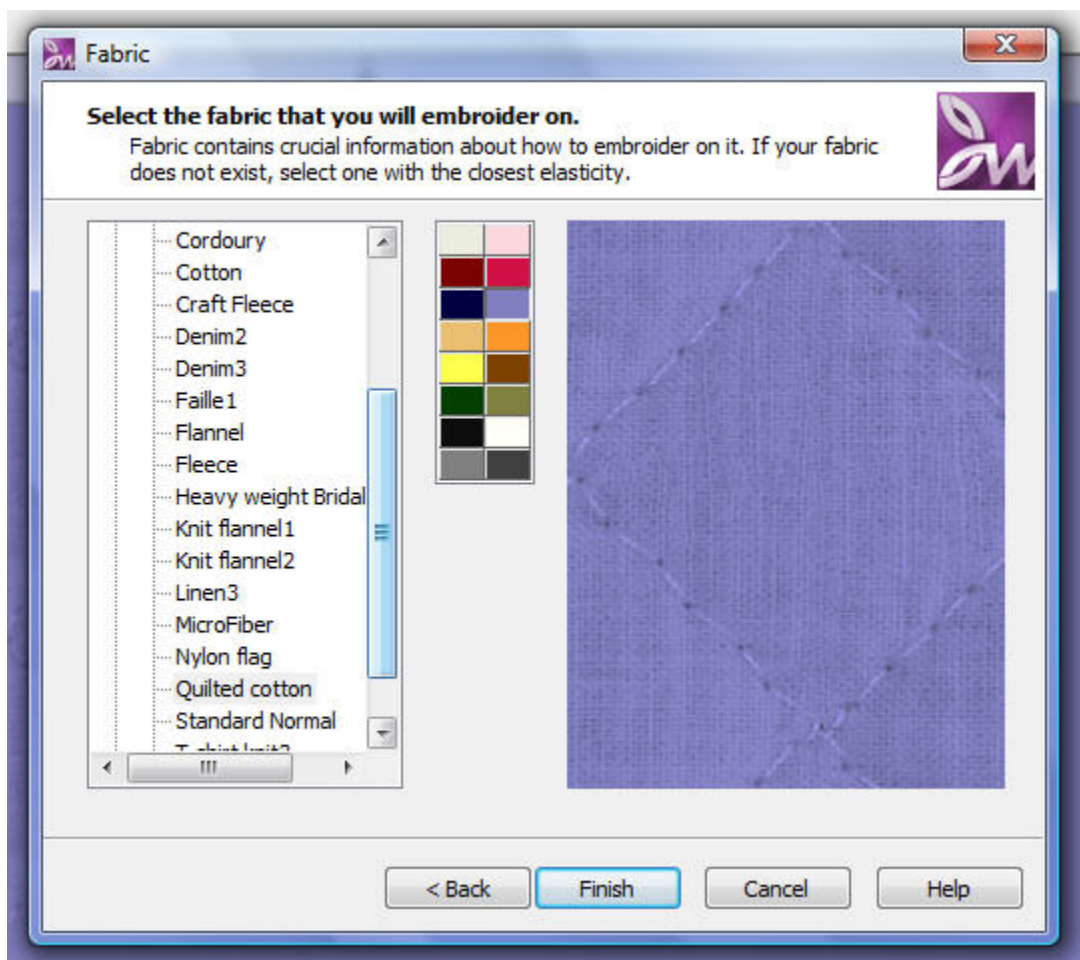 Fabric
Select the fabric that you will embroider on.
Fabric contains crucial information about how to embroider on it. If your fabric
does not exist, select one with the closest elasticity.
Cordoury
Cotton
Craft Fleece
Denim2
Denim3
Faille1
Flannel
Fleece
Heavy weight Bridal
Knit flannel1
Knit flannel2
Linen3
MicroFiber
Nylon flag
Quilted cotton
Standard Normal
< Back
Finish
Cancel
Help